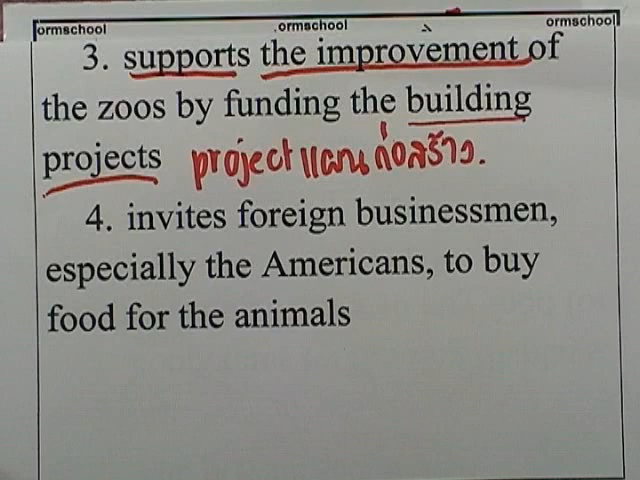 ormschool .ormschool ormschool
3. supports the improvement of
the zoos by funding the building
projects project แผนก่อสร้าง.
4. invites foreign businessmen,
especially the Americans, to buy
food for the animals